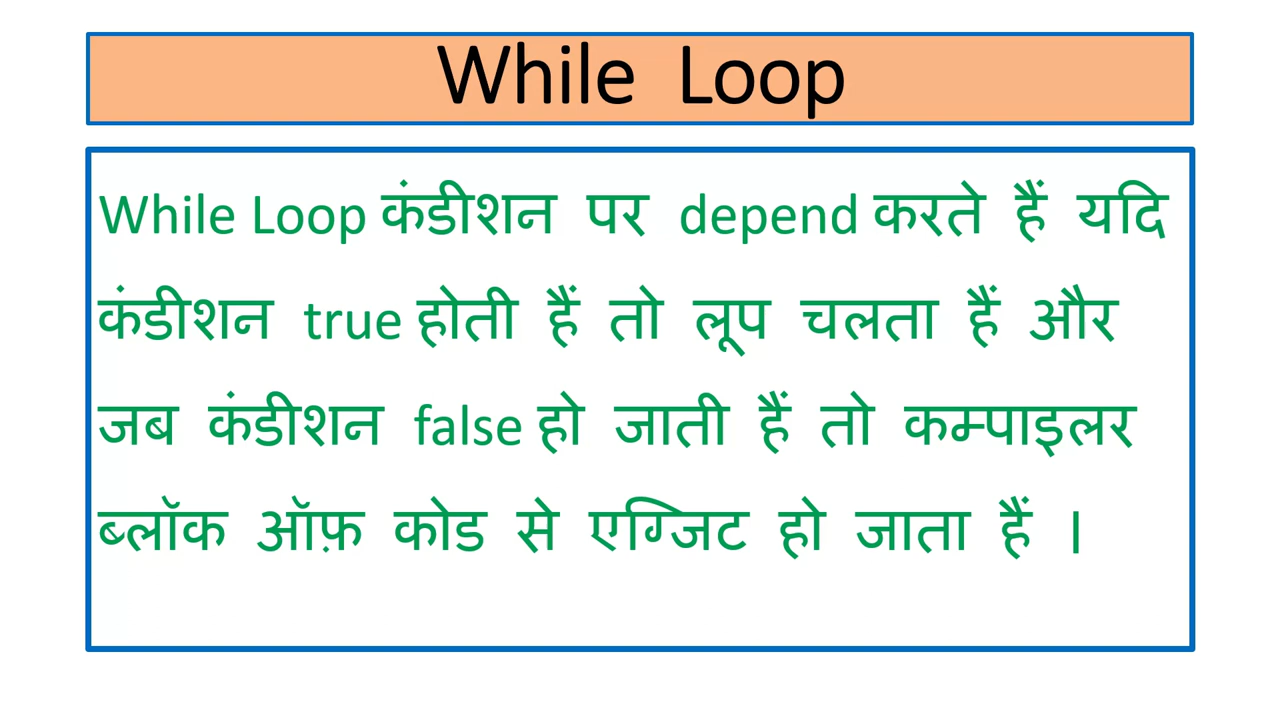 While Loop
While Loop कंडीशन पर depend करते हैं यदि
कंडीशन true होती हैं तो लूप चलता हैं और
जब कंडीशन false हो जाती हैं तो कम्पाइलर
ब्लॉक ऑफ़ कोड से एग्जिट हो जाता हैं ।